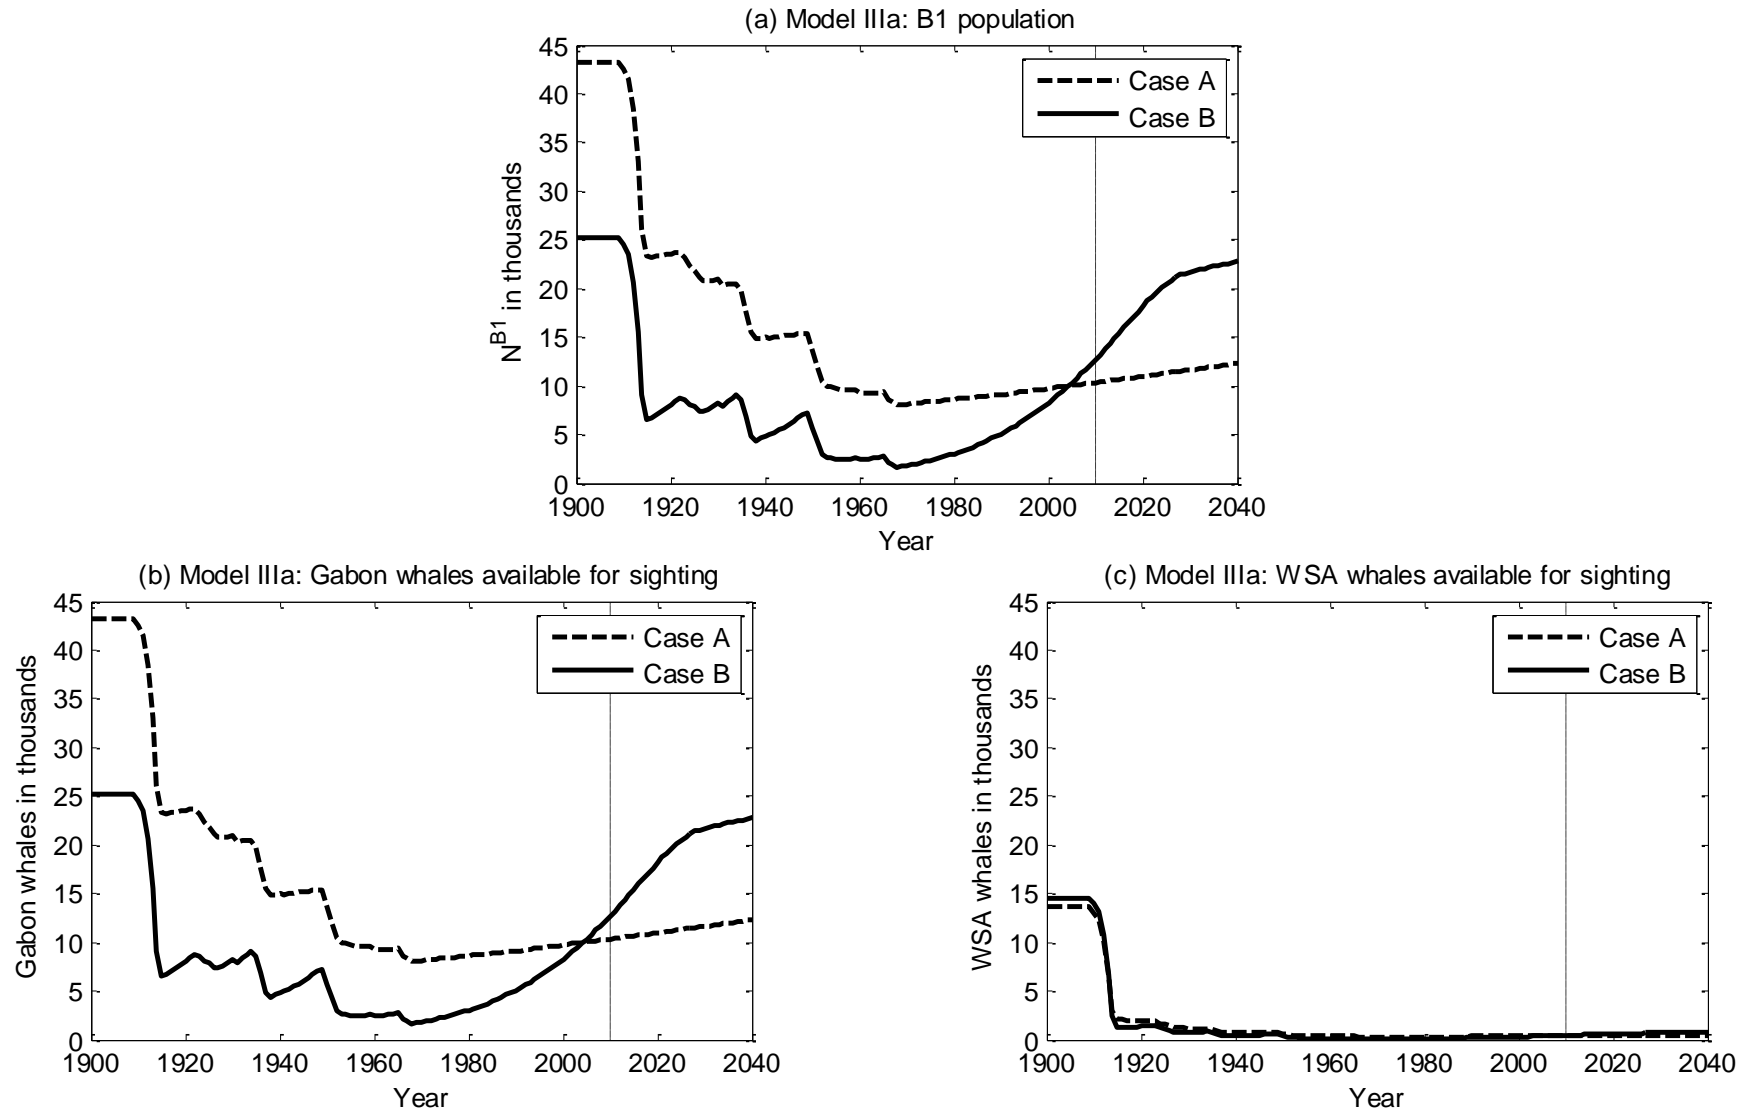 (a) Model IIIa: B1 population
45
40
35
30
25
20
15
10
5
0
N^B1 in thousands
Case A
Case B
1900 1920 1940 1960 1980 2000 2020 2040
Year
(b) Model IIIa: Gabon whales available for sighting
45
40
35
30
25
20
15
10
5
0
Gabon whales in thousands
Case A
Case B
1900 1920 1940 1960 1980 2000 2020 2040
Year
(c) Model IIIa: WSA whales available for sighting
45
40
35
30
25
20
15
10
5
0
WSA whales in thousands
Case A
Case B
1900 1920 1940 1960 1980 2000 2020 2040
Year